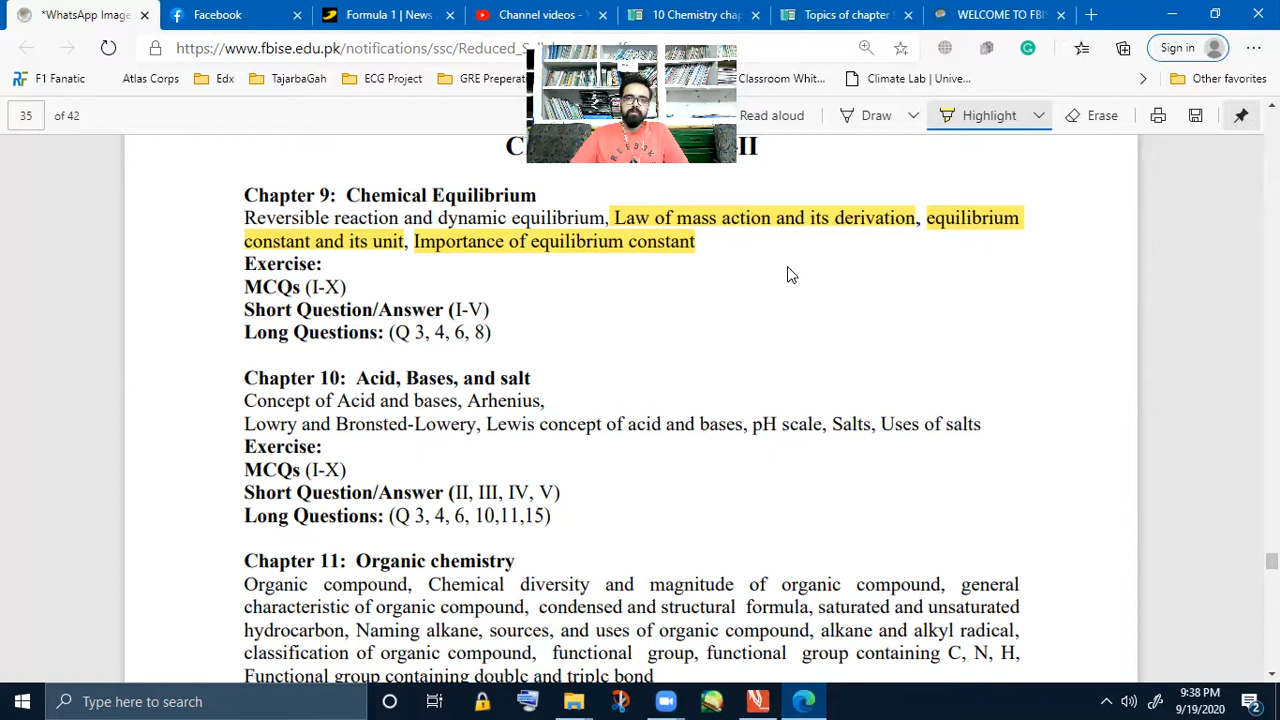 *WhatsApp Image
Facebook
Formula 1 | News
Channel videos - Y
10 Chemistry chap
Topics of chapter
WELCOME TO FBIS
https://www.fbise.edu.pk/notifications/ssc/Reduced_S
Sign in
F1 Fanatic
Atlas Corps
Edx
TajarbaGah
ECG Project
GRE Preperat
Classroom Whit...
Climate Lab | Unive...
Other favorites
35 of 42
Read aloud
Draw
Highlight
Erase
C
II
Chapter 9: Chemical Equilibrium
Reversible reaction and dynamic equilibrium, Law of mass action and its derivation, equilibrium
constant and its unit, Importance of equilibrium constant
Exercise:
MCQs (I-X)
Short Question/Answer (I-V)
Long Questions: (Q 3, 4, 6, 8)
Chapter 10: Acid, Bases, and salt
Concept of Acid and bases, Arhenius,
Lowry and Bronsted-Lowery, Lewis concept of acid and bases, pH scale, Salts, Uses of salts
Exercise:
MCQs (I-X)
Short Question/Answer (II, III, IV, V)
Long Questions: (Q 3, 4, 6, 10,11,15)
Chapter 11: Organic chemistry
Organic compound, Chemical diversity and magnitude of organic compound, general
characteristic of organic compound, condensed and structural formula, saturated and unsaturated
hydrocarbon, Naming alkane, sources, and uses of organic compound, alkane and alkyl radical,
classification of organic compound, functional group, functional group containing C, N, H,
Functional group containing double and triple bond
Type here to search
9:38 PM
9/19/2020
2